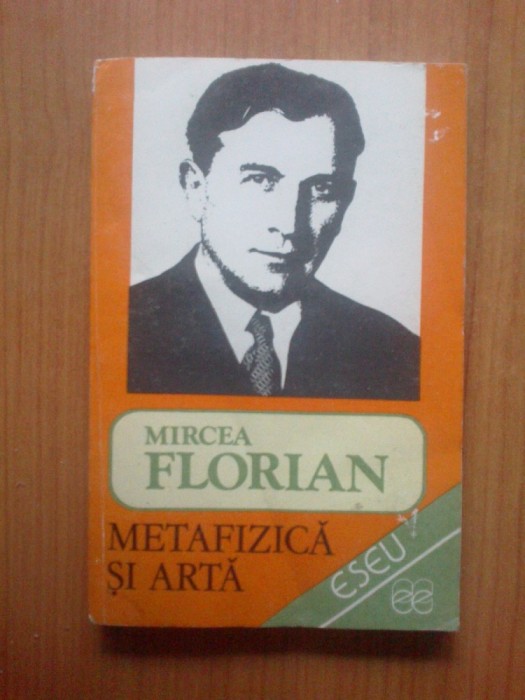 MIRCEA
FLORIAN
METAFIZICĂ
ȘI ARTĂ
ESEU